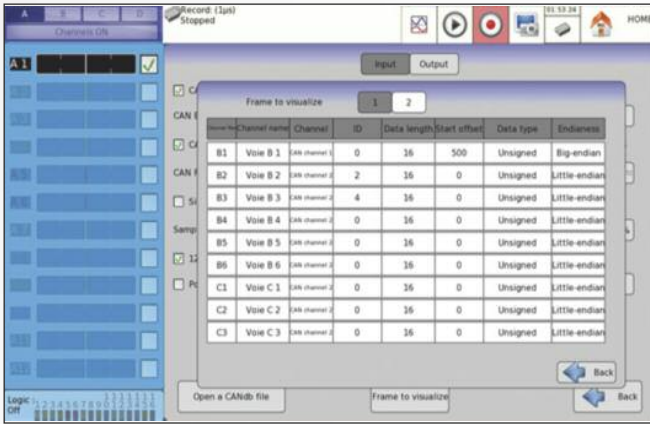 A B C D
Channels ON
Record: (1µs)
Stopped
01:53:24
HOME
A 1
Input Output
Frame to visualize 1 2
Channel name Channel ID Data length Start offset Data type Endianess
B1 Voie B 1 CAN channel 1 0 16 500 Unsigned Big-endian
B2 Voie B 2 CAN channel 2 2 16 0 Unsigned Little-endian
B3 Voie B 3 CAN channel 2 4 16 0 Unsigned Little-endian
B4 Voie B 4 CAN channel 2 0 16 0 Unsigned Little-endian
B5 Voie B 5 CAN channel 2 0 16 0 Unsigned Little-endian
B6 Voie B 6 CAN channel 2 0 16 0 Unsigned Little-endian
C1 Voie C 1 CAN channel 2 0 16 0 Unsigned Little-endian
C2 Voie C 2 CAN channel 2 0 16 0 Unsigned Little-endian
C3 Voie C 3 CAN channel 2 0 16 0 Unsigned Little-endian
Back
Open a CANdb file Frame to visualize Back
Logic
Off